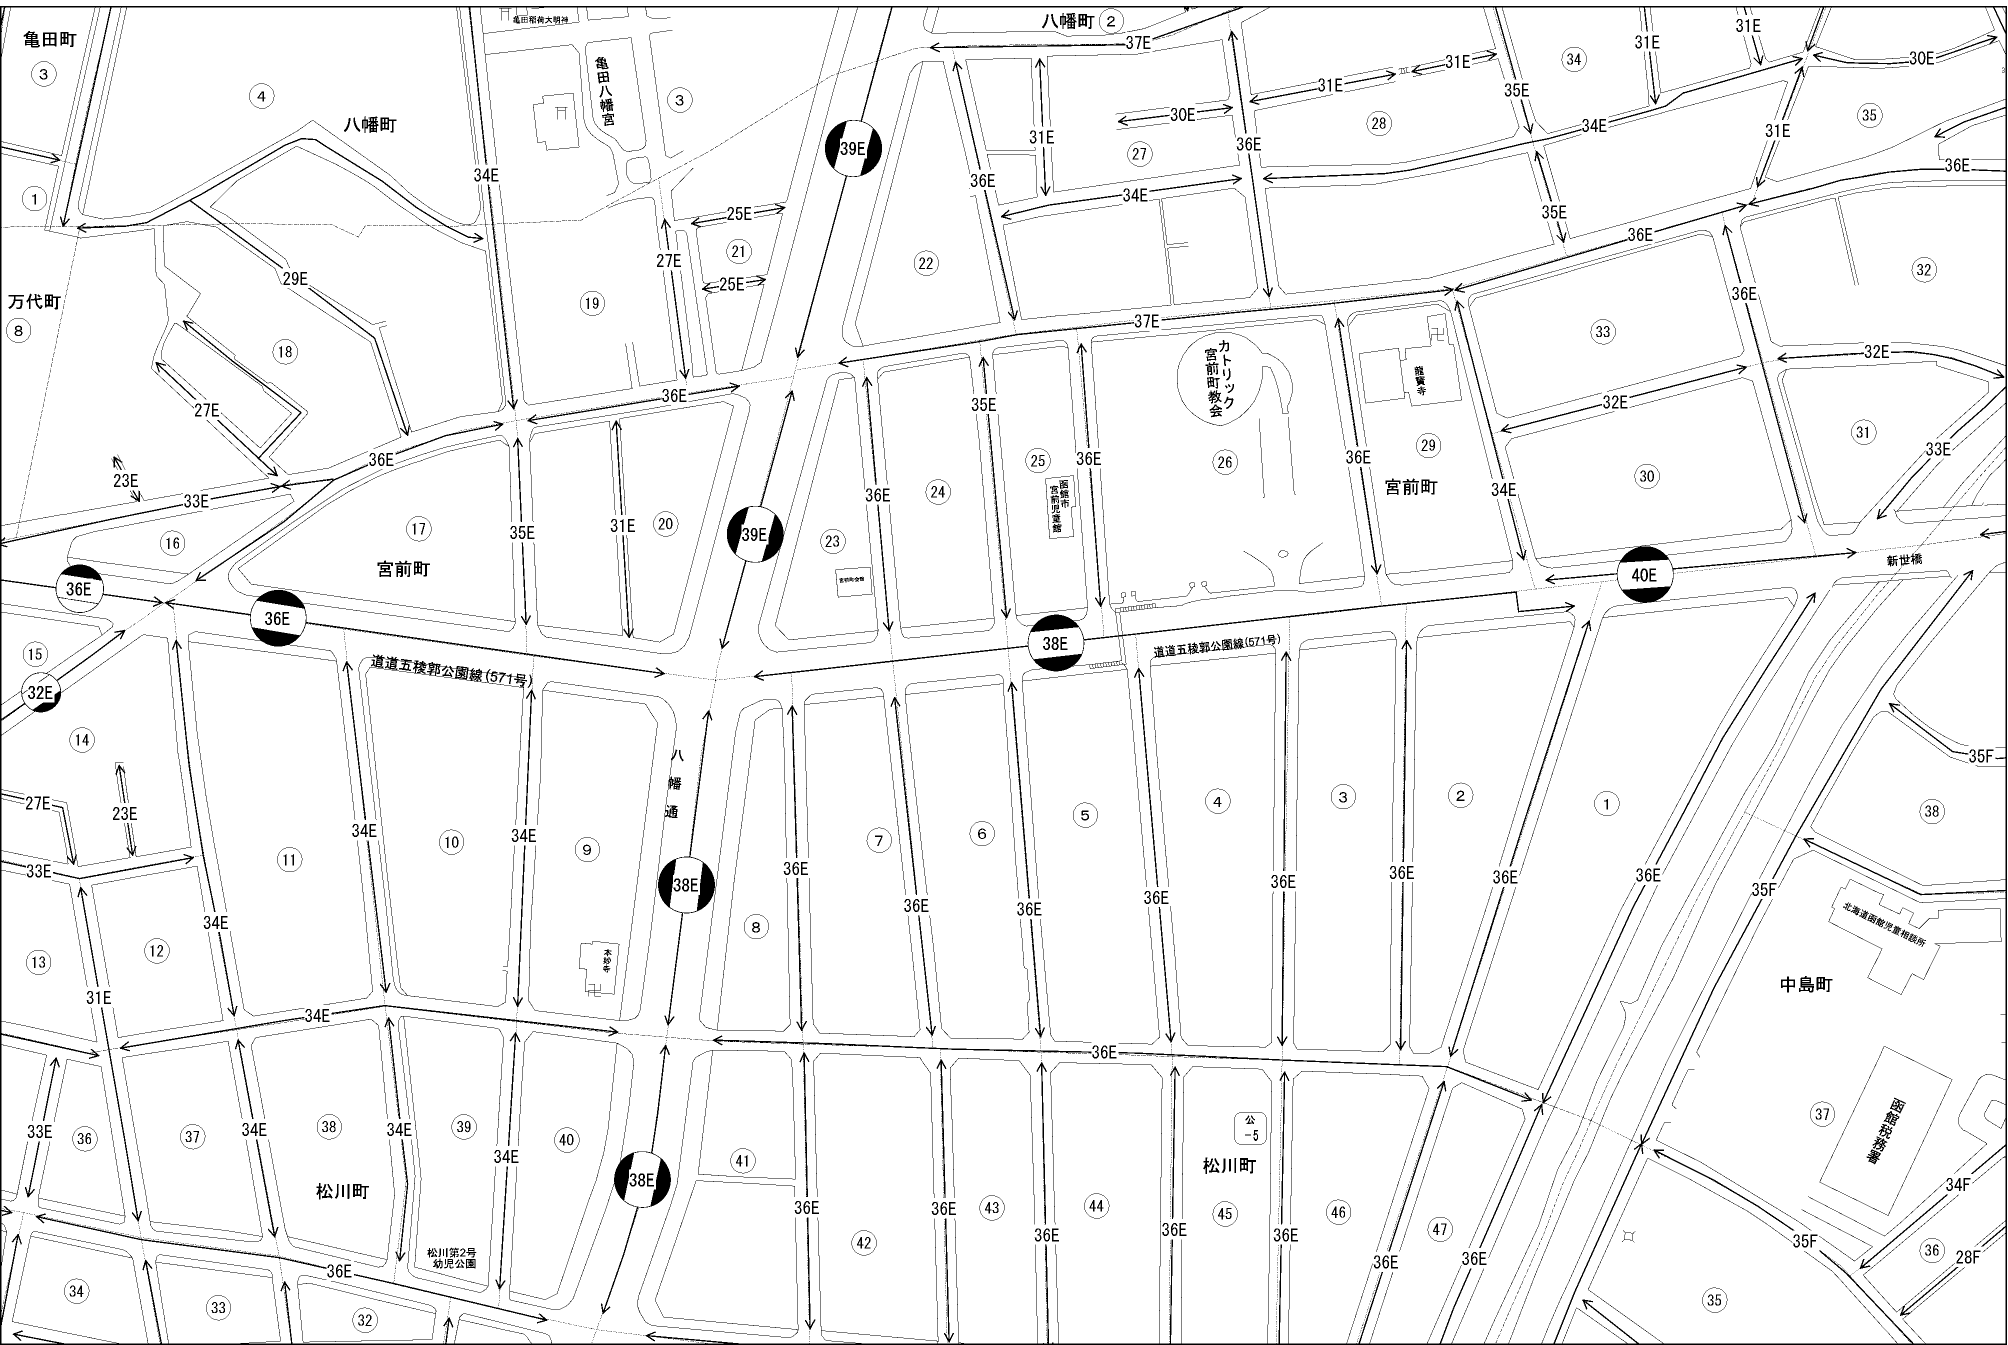 亀田稲荷大明神
八幡町 ②
亀田町
37E
31E
31E
31E
30E
③
④
亀田八幡宮
③
31E
31E
34
35E
八幡町
39E
30E
31E
36E
28
34E
35
31E
27
34E
36E
34E
36E
①
35E
25E
36E
27E
21
22
25E
29E
万代町
⑧
19
32
36E
37E
33
18
カトリック
宮前町教会
龍寶寺
32E
36E
35E
32E
27E
31
36E
25
26
36E
29
33E
23E
36E
24
函館市
宮前児童館
宮前町
34E
30
33E
17
35E
31E
20
39E
23
16
宮前町
宮前町会館
新世橋
36E
36E
40E
38E
15
道道五稜郭公園線(571号)
道道五稜郭公園線(571号)
32E
14
八幡通
35F
27E
23E
34E
10
34E
⑨
⑦
⑥
⑤
④
③
②
①
38
11
33E
38E
36E
36E
36E
36E
36E
36E
36E
36E
35F
34E
⑧
北海道函館児童相談所
13
12
本妙寺
31E
中島町
34E
36E
33E
36
37
34E
38
34E
39
34E
40
41
公
-5
37
函館税務署
松川町
38E
松川町
34F
36E
42
36E
43
36E
44
36E
45
36E
46
36E
47
36E
35F
36
28F
松川第2号
幼児公園
36E
34
33
32
35